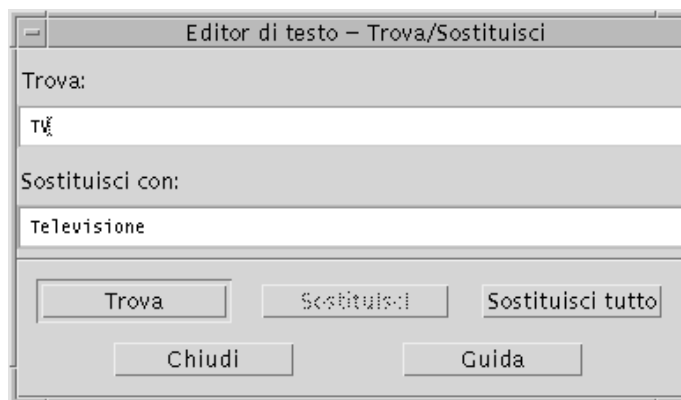 Editor di testo – Trova/Sostituisci
Trova:
TV
Sostituisci con:
Televisione
Trova Sostituisci Sostituisci tutto
Chiudi Guida